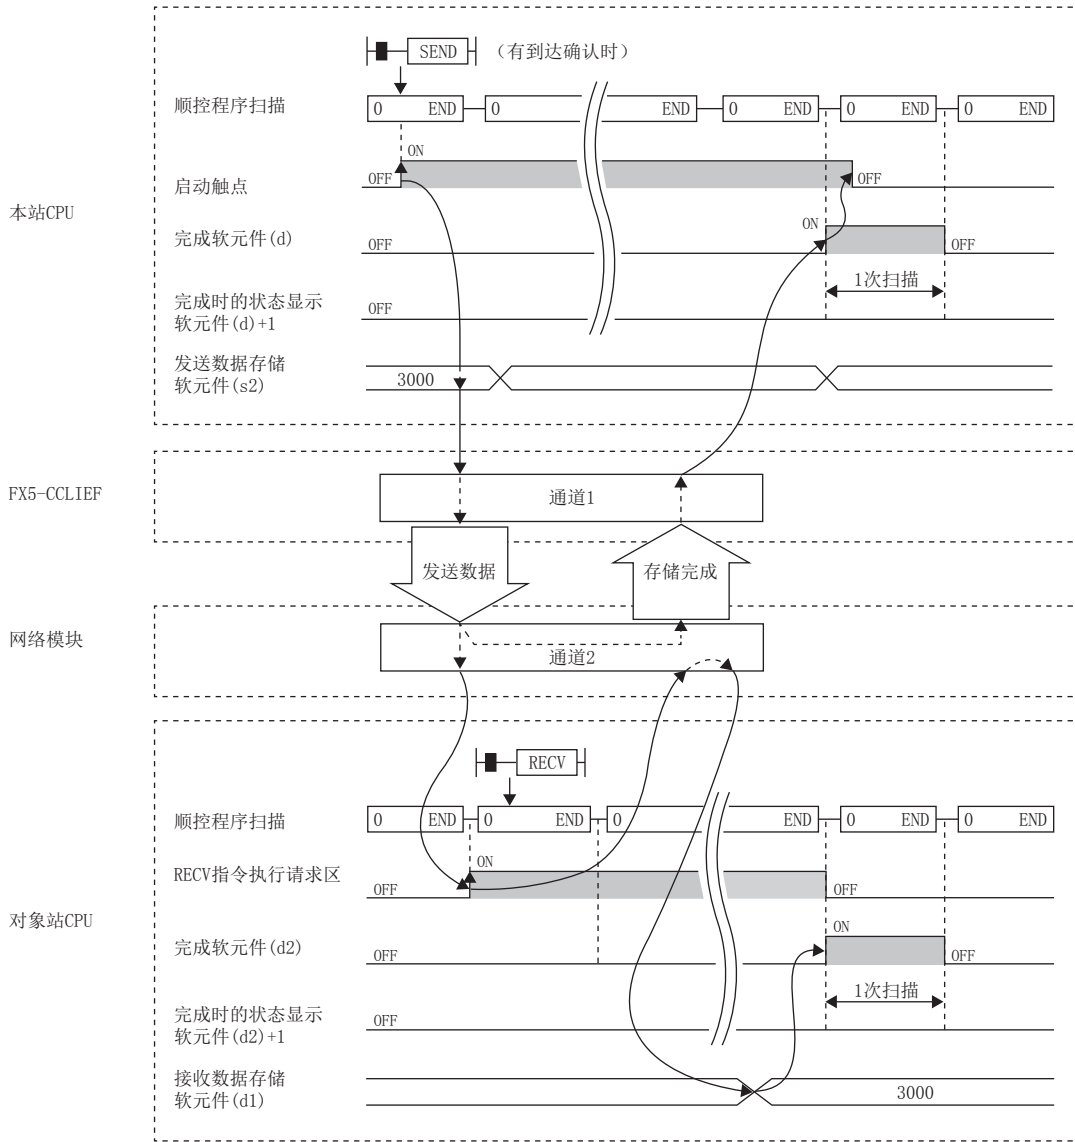 SEND （有到达确认时）
顺控程序扫描 0 END 0 END 0 END 0 END 0 END
ON
启动触点 OFF OFF
本站CPU
完成软元件(d) OFF ON OFF
1次扫描
完成时的状态显示
软元件(d)+1
OFF
发送数据存储
软元件(s2)
3000
FX5-CCLIEF
通道1
发送数据 存储完成
网络模块
通道2
RECV
顺控程序扫描 0 END 0 END 0 END 0 END 0 END
ON
RECV指令执行请求区 OFF OFF
对象站CPU
ON
完成软元件(d2) OFF OFF
1次扫描
完成时的状态显示
软元件(d2)+1
OFF
接收数据存储
软元件(d1)
3000